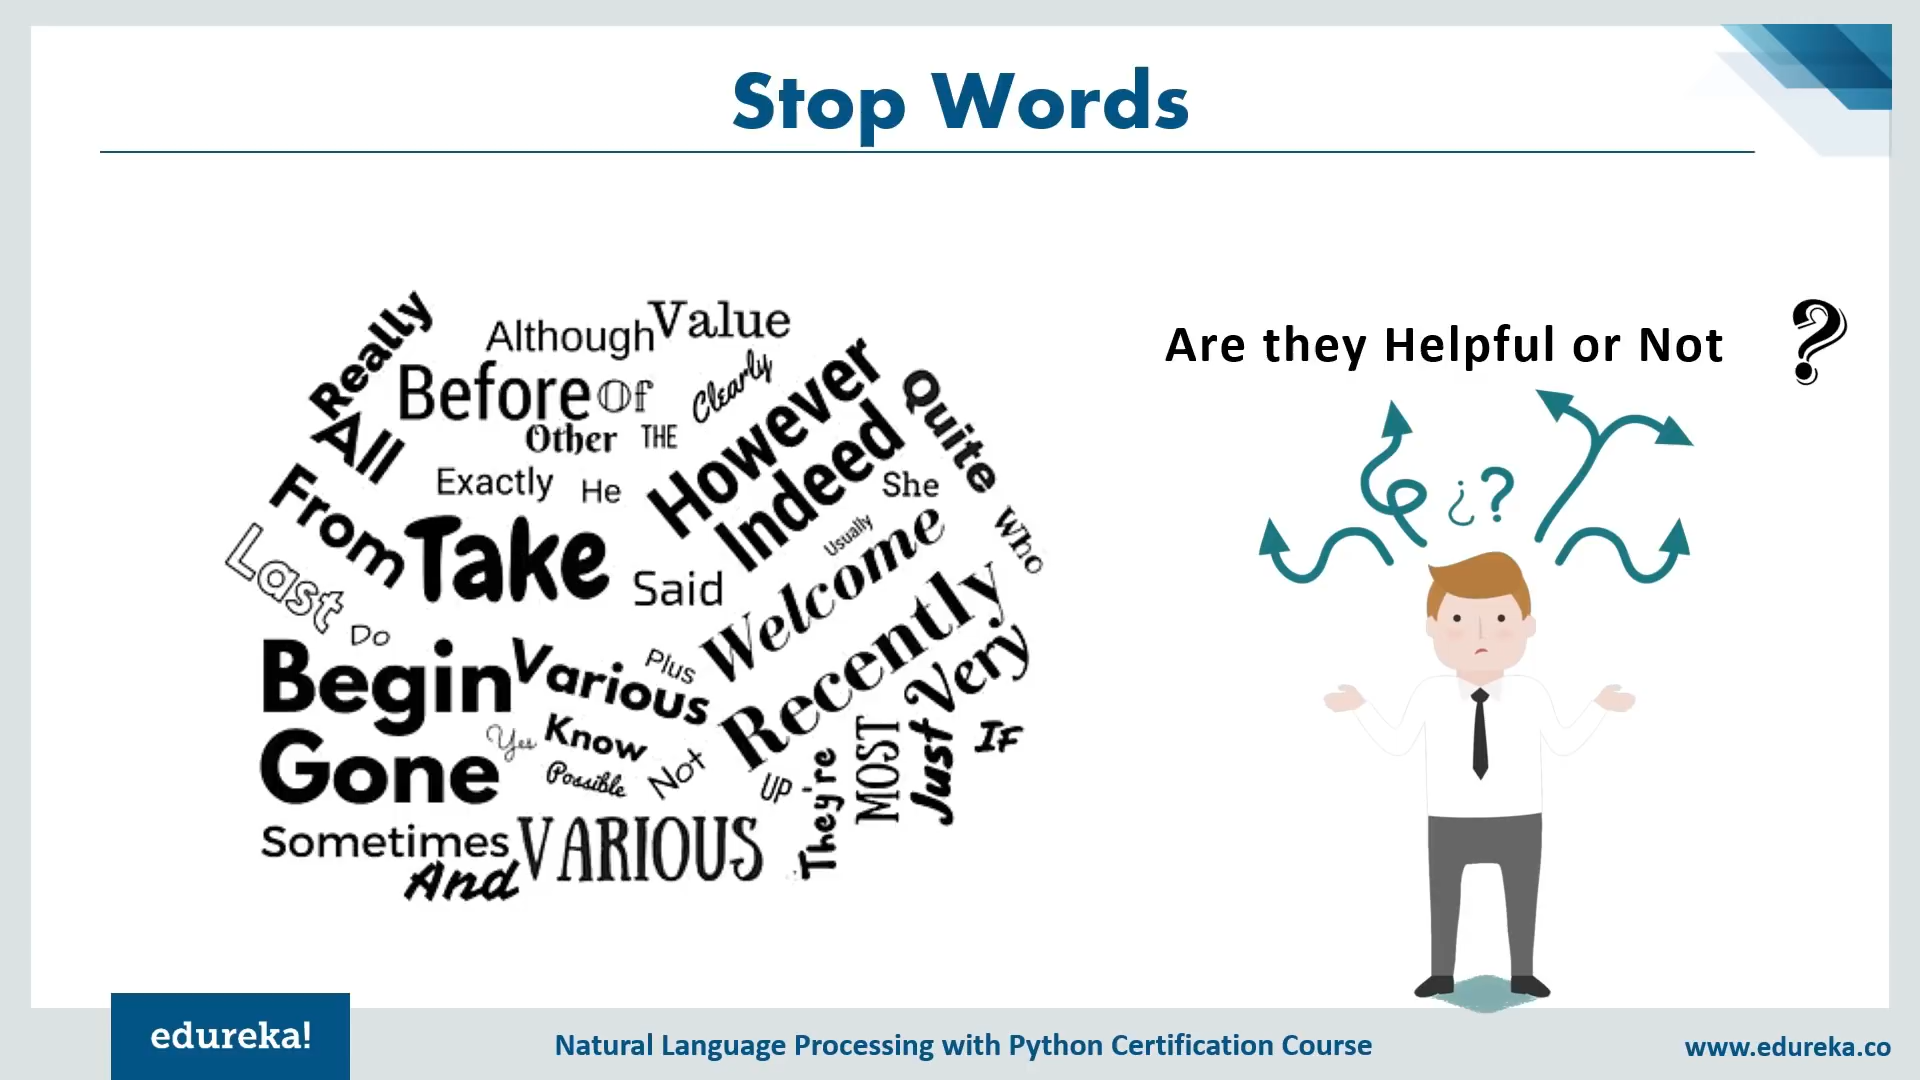 Stop Words
Really
Although
Value
Before
Of
Clearly
All
Other
THE
However
Quite
Exactly
He
Indeed
She
From
Take
Usually
Who
Last
Said
Welcome
Do
Recently
Begin
Various
Plus
Very
Gone
Yes
Know
Possible
Not
UP
They're
MOST
Just
IF
Sometimes
VARIOUS
And
Are they Helpful or Not ?
¿?
edureka!
Natural Language Processing with Python Certification Course
www.edureka.co